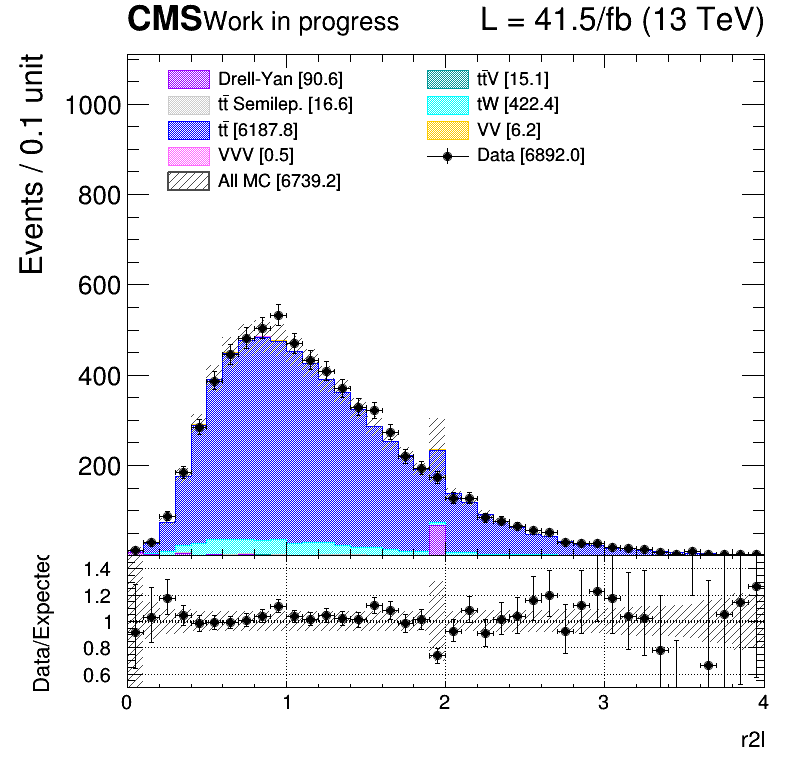 CMS Work in progress L = 41.5/fb (13 TeV)
Events / 0.1 unit
1000
800
600
400
200
Drell-Yan [90.6]
tt̄ Semilep. [16.6]
tt̄ [6187.8]
VVV [0.5]
All MC [6739.2]
tt̄V [15.1]
tW [422.4]
VV [6.2]
Data [6892.0]
Data/Expected
1.4
1.2
1
0.8
0.6
0 1 2 3 4
r2l